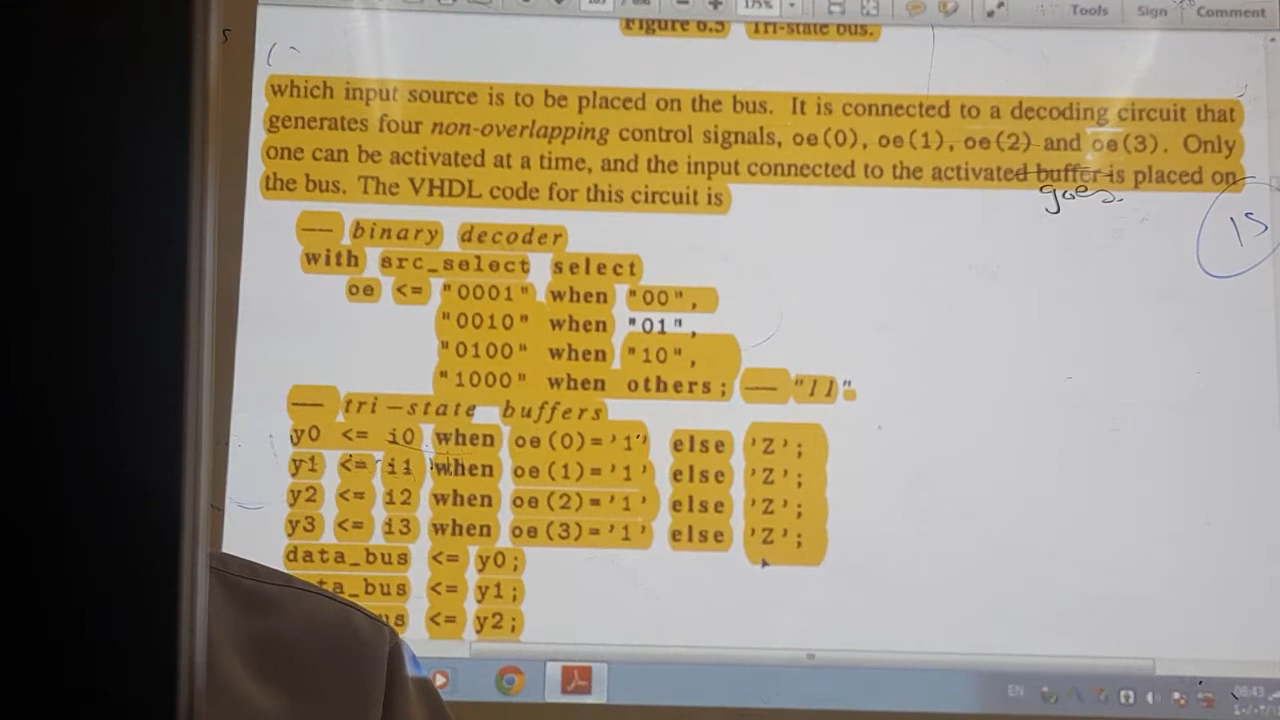 Tools Sign Comment
175%
Figure 6.5 Tri-state bus.
which input source is to be placed on the bus. It is connected to a decoding circuit that
generates four non-overlapping control signals, oe(0), oe(1), oe(2) and oe(3). Only
one can be activated at a time, and the input connected to the activated buffer is placed on
goes.
the bus. The VHDL code for this circuit is
15
-- binary decoder
with src_select select
oe <= "0001" when "00",
"0010" when "01",
"0100" when "10",
"1000" when others; -- "11"
-- tri-state buffers
y0 <= i0 when oe(0)='1' else 'Z';
y1 <= i1 when oe(1)='1' else 'Z';
y2 <= i2 when oe(2)='1' else 'Z';
y3 <= i3 when oe(3)='1' else 'Z';
data_bus <= y0;
ta_bus <= y1;
us <= y2;
EN
08:43